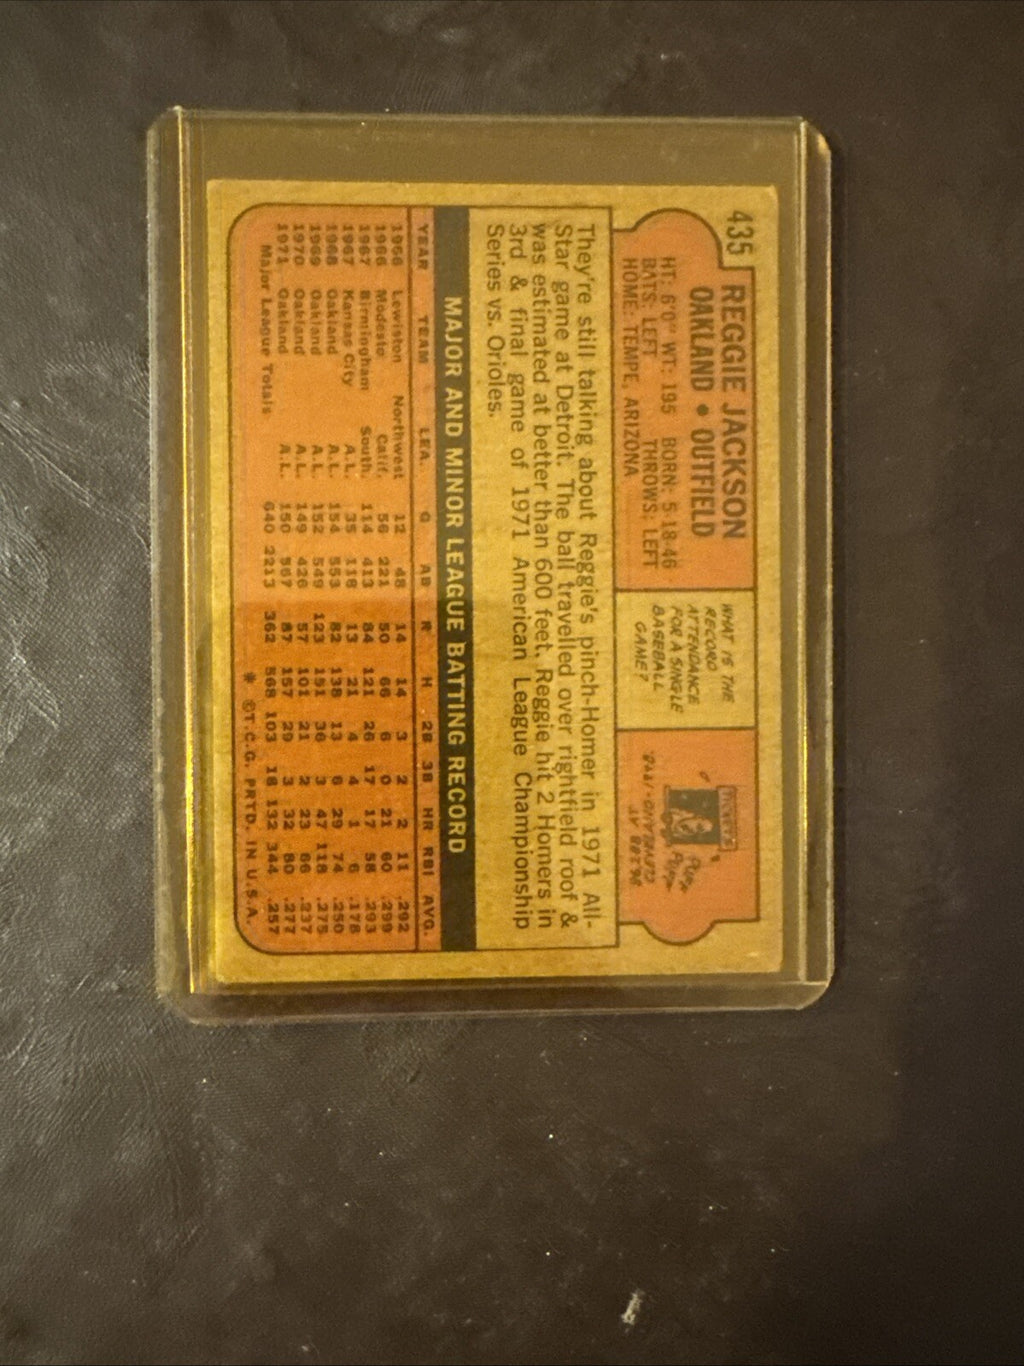 435
REGGIE JACKSON
OAKLAND • OUTFIELD
HT: 6'0" WT: 195 BORN: 5-18-46
BATS: LEFT THROWS: LEFT
HOME: TEMPE, ARIZONA
WHAT IS THE
RECORD
ATTENDANCE
FOR A SINGLE
BASEBALL
GAME?
TICKETS
They're still talking about Reggie's pinch-Homer in 1971 All-
Star game at Detroit. The ball travelled over rightfield roof &
was estimated at better than 600 feet. Reggie hit 2 Homers in
3rd & final game of 1971 American League Championship
Series vs. Orioles.
MAJOR AND MINOR LEAGUE BATTING RECORD
YEAR TEAM LEA. G AB R H 2B 3B HR RBI AVG.
1966 Lewiston Northwest 12 48 14 14 3 2 2 11 .292
1966 Modesto Calif. 56 221 50 66 6 0 21 60 .299
1967 Birmingham South. 114 413 84 121 26 17 17 58 .293
1967 Kansas City A.L. 35 118 13 21 4 4 1 6 .178
1968 Oakland A.L. 154 553 82 138 13 6 29 74 .250
1969 Oakland A.L. 152 549 123 151 36 3 47 118 .275
1970 Oakland A.L. 149 426 57 101 21 2 23 66 .237
1971 Oakland A.L. 150 567 87 157 29 3 32 80 .277
Major League Totals 640 2213 362 568 103 18 132 344 .257
* ©T.C.G. PRTD. IN U.S.A.